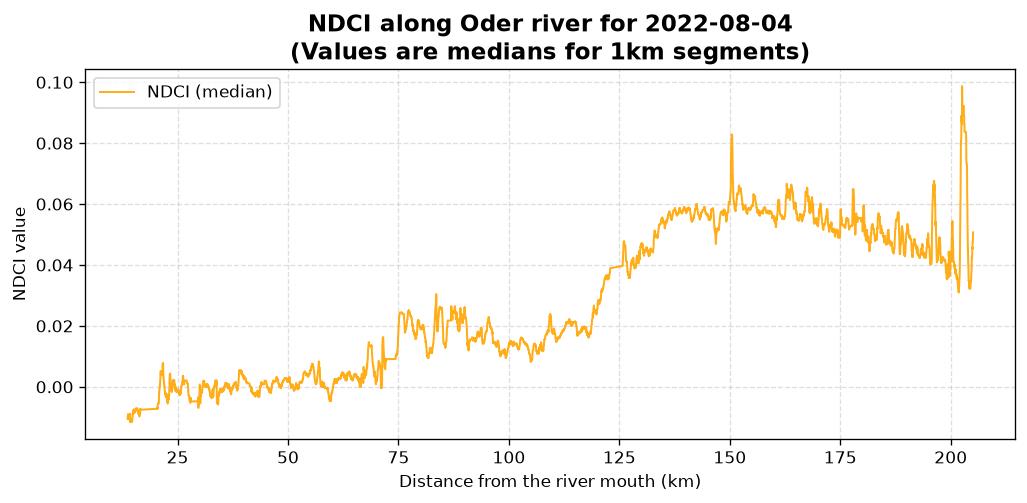 NDCI along Oder river for 2022-08-04
(Values are medians for 1km segments)
NDCI (median)
0.10
0.08
0.06
0.04
0.02
0.00
NDCI value
25 50 75 100 125 150 175 200
Distance from the river mouth (km)